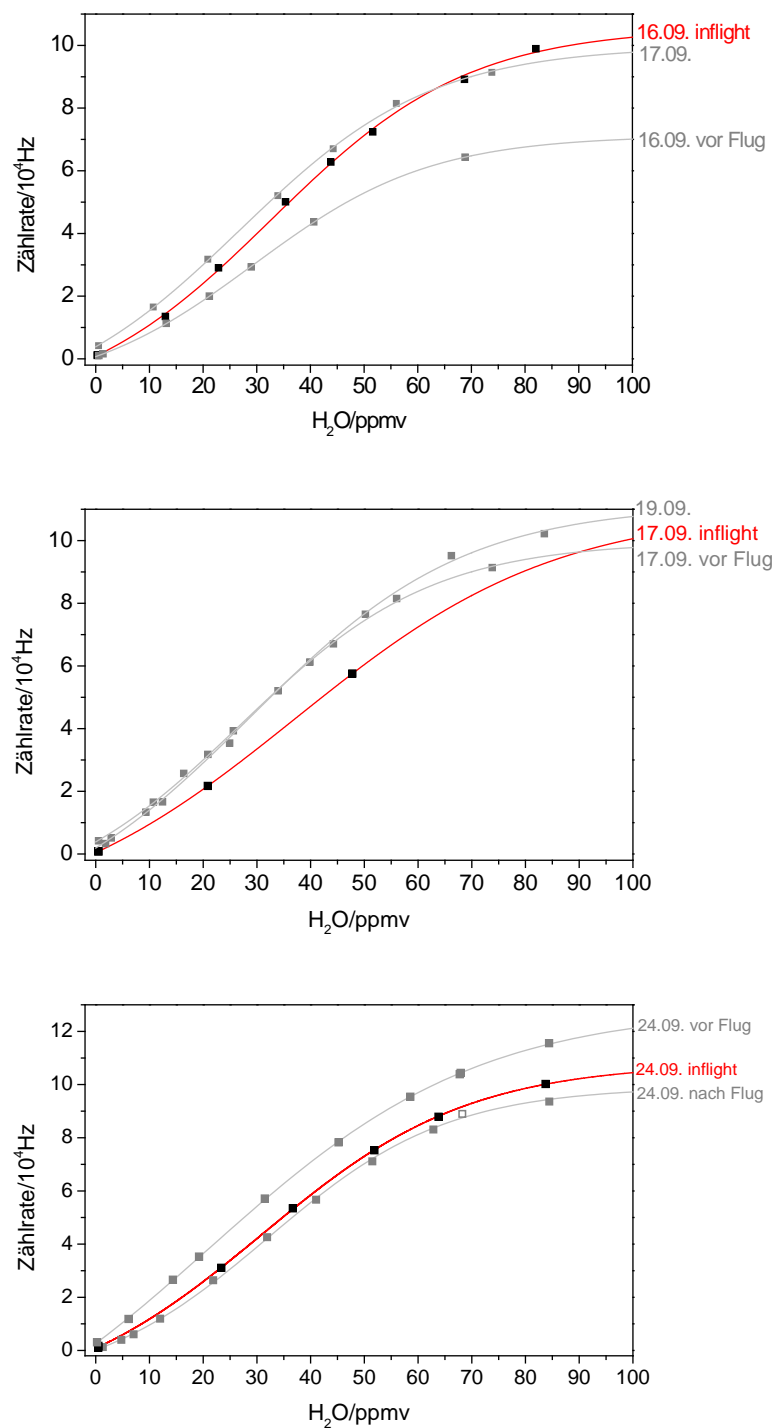 10
8
6
4
2
0
Zählrate/10⁴Hz
16.09. inflight
17.09.
16.09. vor Flug
0 10 20 30 40 50 60 70 80 90 100
H₂O/ppmv
10
8
6
4
2
0
Zählrate/10⁴Hz
19.09.
17.09. inflight
17.09. vor Flug
0 10 20 30 40 50 60 70 80 90 100
H₂O/ppmv
12
10
8
6
4
2
0
Zählrate/10⁴Hz
24.09. vor Flug
24.09. inflight
24.09. nach Flug
0 10 20 30 40 50 60 70 80 90 100
H₂O/ppmv